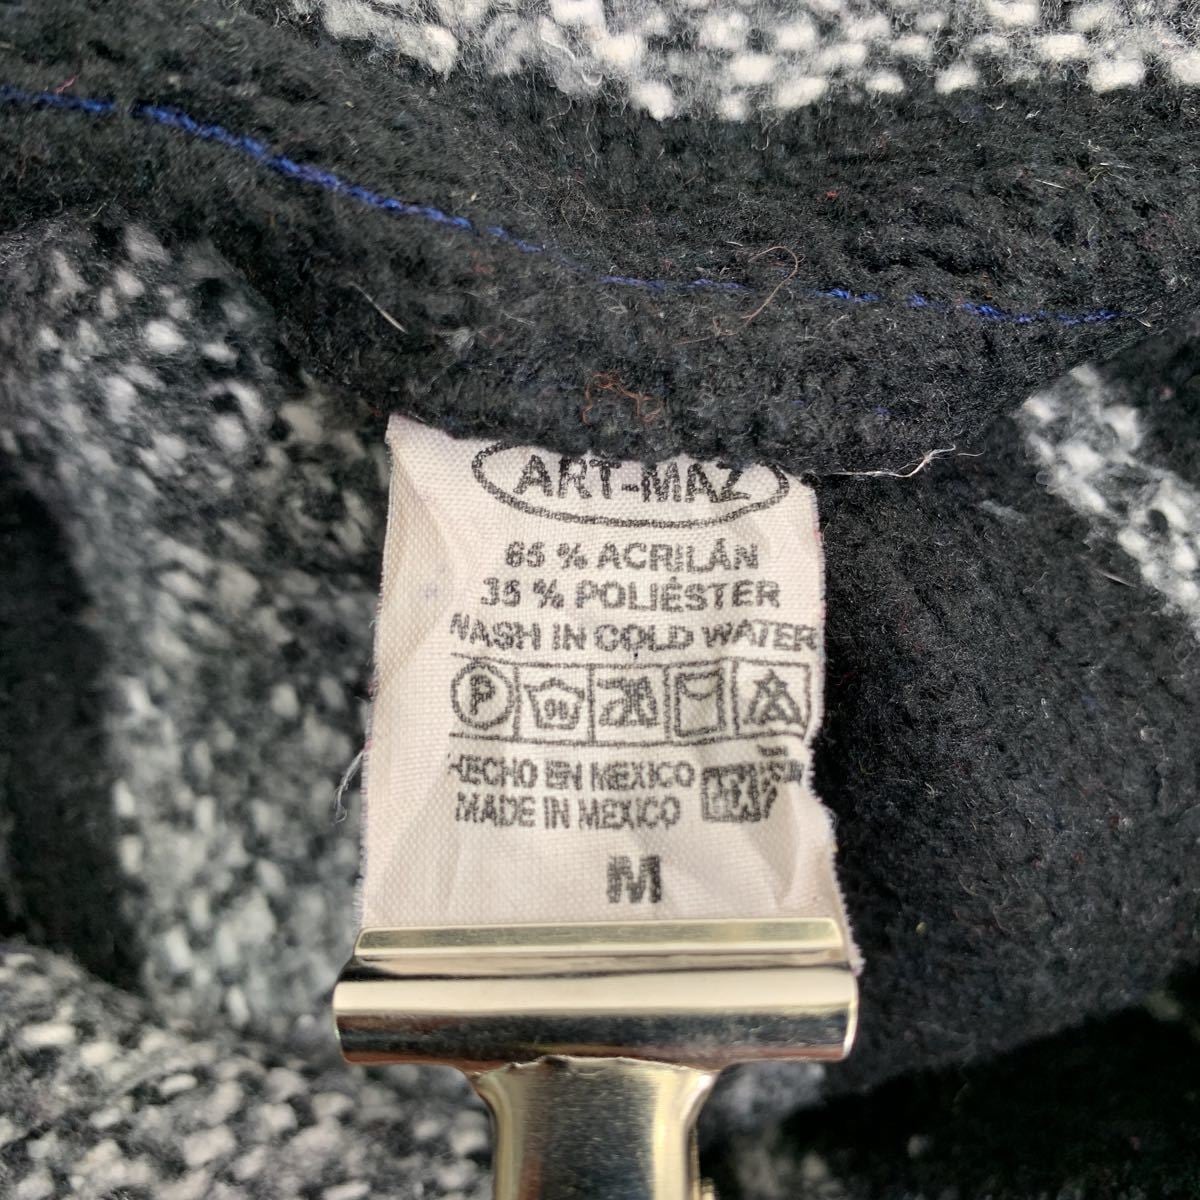 ART-MAZ
65 % ACRILÁN
35 % POLIÉSTER
WASH IN COLD WATER
P
HECHO EN MEXICO
MADE IN MEXICO
M